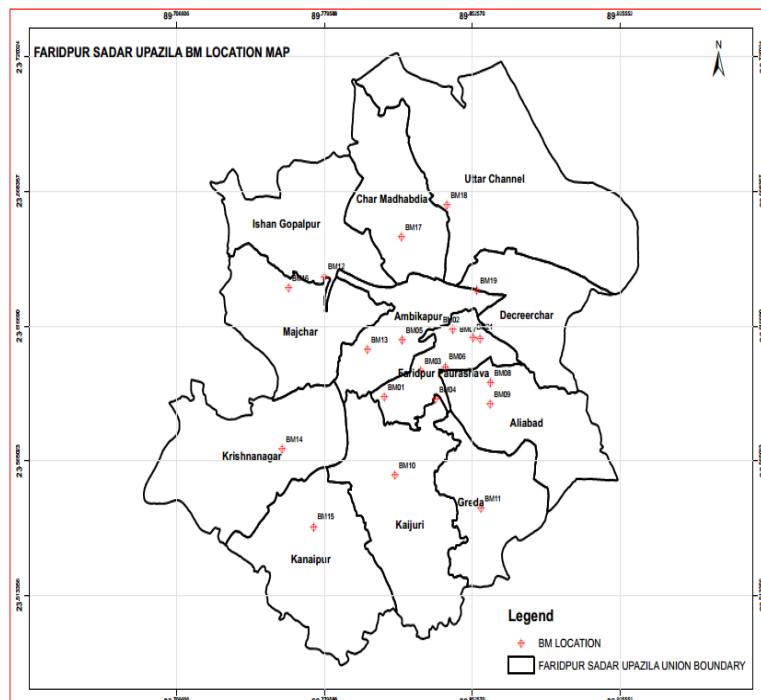 89.779588
FARIDPUR SADAR UPAZILA BM LOCATION MAP
N
Uttar Channel
Char Madhabdia
BM18
Ishan Gopalpur
BM17
BM12
BM19
Ambikapur
Decreerchar
BM02
Majchar
BM05
BM13
BM06
BM03
Faridpur Paurashava
BM08
BM01
BM04
BM09
Aliabad
BM14
Krishnanagar
BM10
Greda
BM11
BM15
Kaijuri
Kanaipur
Legend
BM LOCATION
FARIDPUR SADAR UPAZILA UNION BOUNDARY